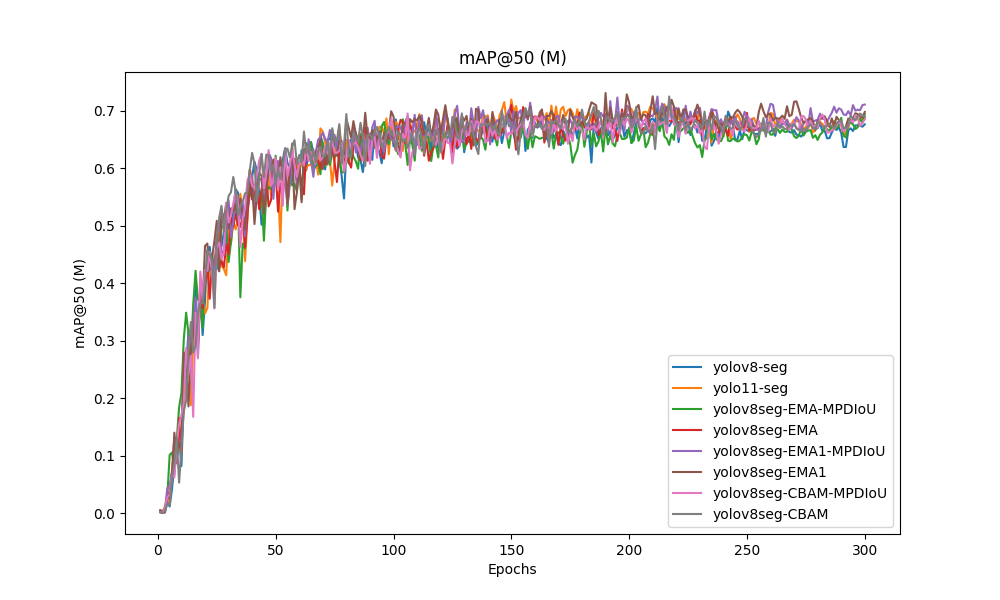 mAP@50 (M)
mAP@50 (M)
0.7
0.6
0.5
0.4
0.3
0.2
0.1
0.0
yolov8-seg
yolo11-seg
yolov8seg-EMA-MPDIoU
yolov8seg-EMA
yolov8seg-EMA1-MPDIoU
yolov8seg-EMA1
yolov8seg-CBAM-MPDIoU
yolov8seg-CBAM
0 50 100 150 200 250 300
Epochs